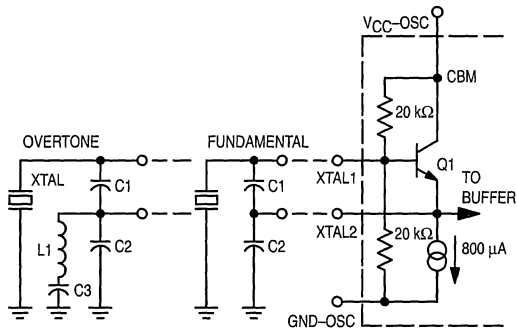 V_CC–OSC
CBM
20 kΩ
OVERTONE
FUNDAMENTAL
XTAL
C1
C1
XTAL1
Q1
TO
BUFFER
L1
C2
C2
XTAL2
20 kΩ
800 µA
C3
GND–OSC